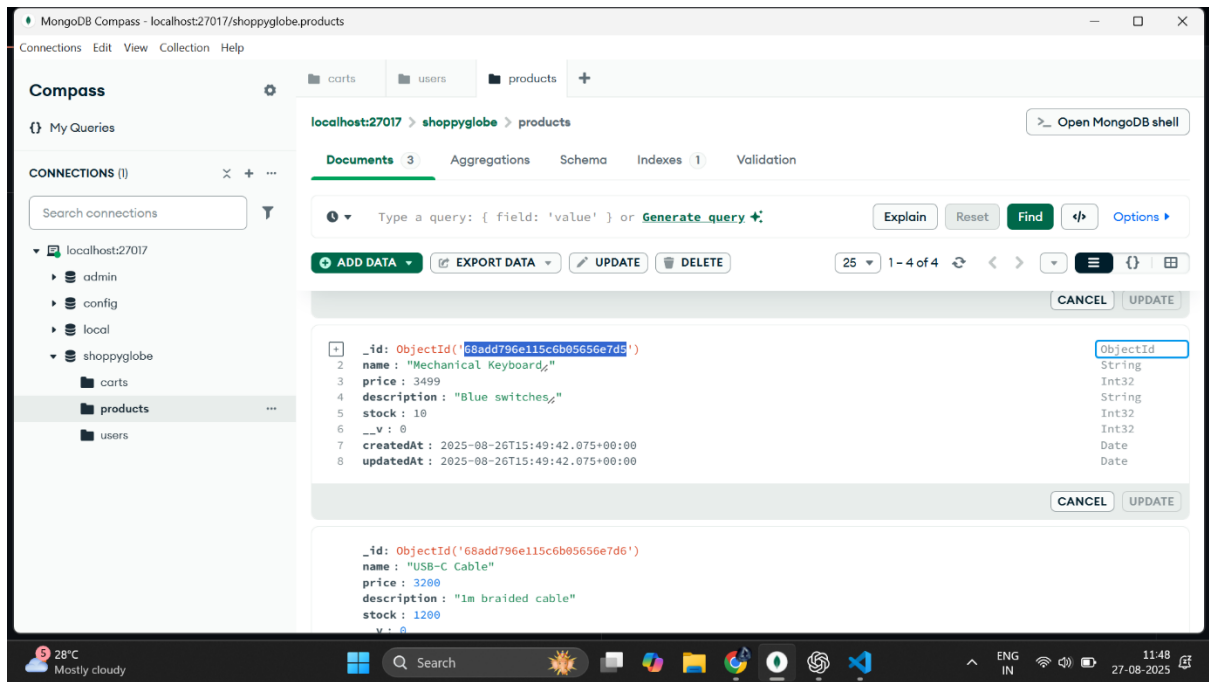 MongoDB Compass - localhost:27017/shoppyglobe.products
Connections Edit View Collection Help
Compass
{} My Queries
CONNECTIONS (1)
Search connections
localhost:27017
admin
config
local
shoppyglobe
carts
products
users
carts users products +
localhost:27017 > shoppyglobe > products
>_ Open MongoDB shell
Documents 3 Aggregations Schema Indexes 1 Validation
Type a query: { field: 'value' } or Generate query
Explain Reset Find </> Options
ADD DATA EXPORT DATA UPDATE DELETE
25 1 – 4 of 4 {}
CANCEL UPDATE
_id: ObjectId('68add796e115c6b05656e7d5') ObjectId
2 name : "Mechanical Keyboard" String
3 price : 3499 Int32
4 description : "Blue switches" String
5 stock : 10 Int32
6 __v : 0 Int32
7 createdAt : 2025-08-26T15:49:42.075+00:00 Date
8 updatedAt : 2025-08-26T15:49:42.075+00:00 Date
CANCEL UPDATE
_id: ObjectId('68add796e115c6b05656e7d6')
name : "USB-C Cable"
price : 3200
description : "1m braided cable"
stock : 1200
__v : 0
5 28°C
Mostly cloudy
Search
ENG
IN
11:48
27-08-2025